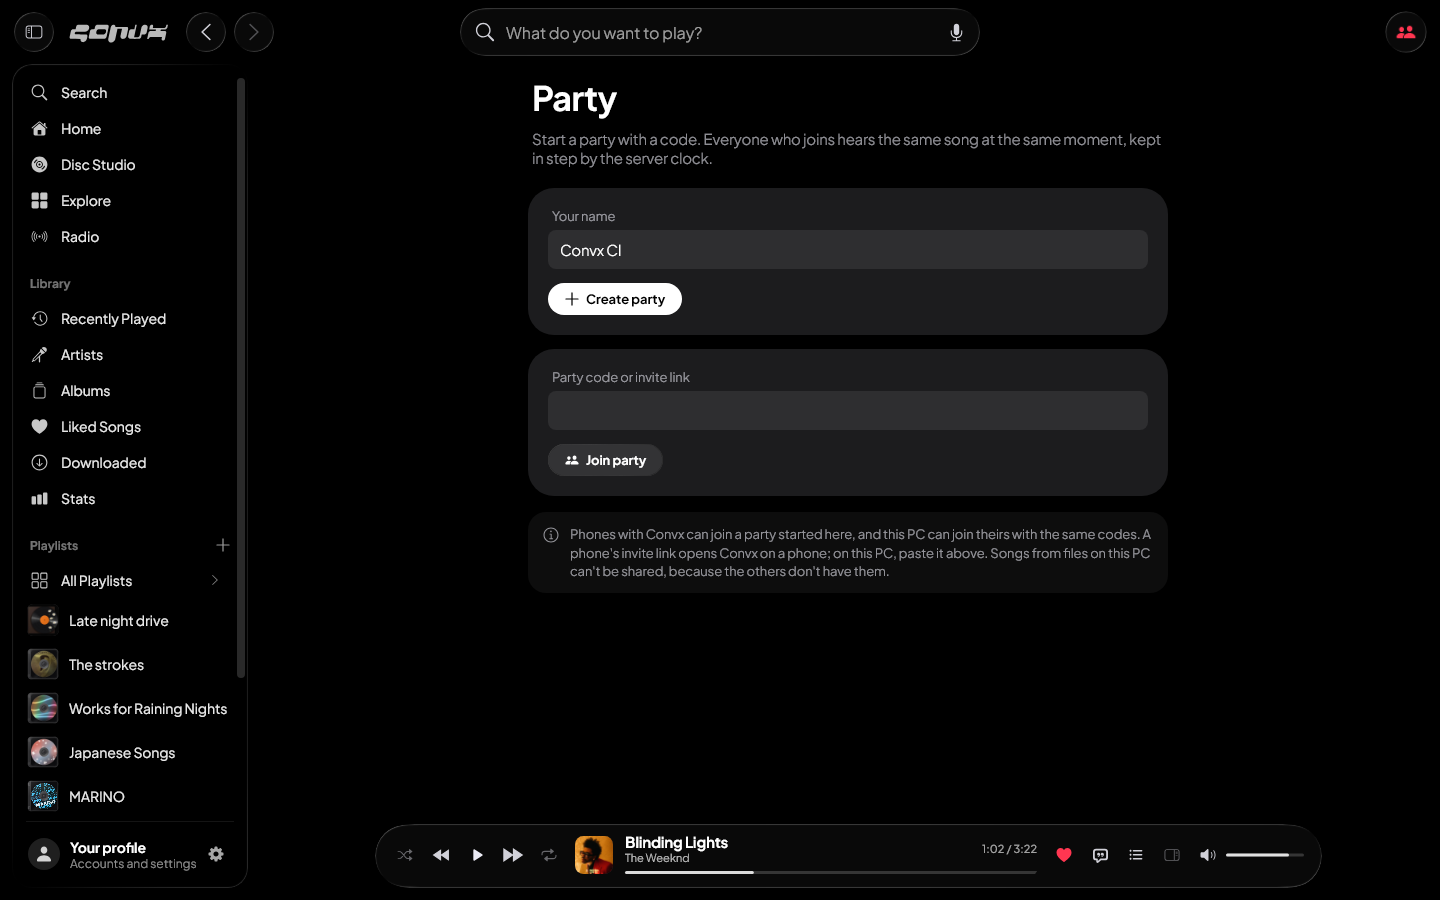 convx
What do you want to play?
Search
Home
Disc Studio
Explore
Radio
Library
Recently Played
Artists
Albums
Liked Songs
Downloaded
Stats
Playlists
All Playlists
Late night drive
The strokes
Works for Raining Nights
Japanese Songs
MARINO
Your profile
Accounts and settings
Party
Start a party with a code. Everyone who joins hears the same song at the same moment, kept
in step by the server clock.
Your name
Convx CI
Create party
Party code or invite link
Join party
Phones with Convx can join a party started here, and this PC can join theirs with the same codes. A
phone's invite link opens Convx on a phone; on this PC, paste it above. Songs from files on this PC
can't be shared, because the others don't have them.
Blinding Lights
The Weeknd
1:02 / 3:22